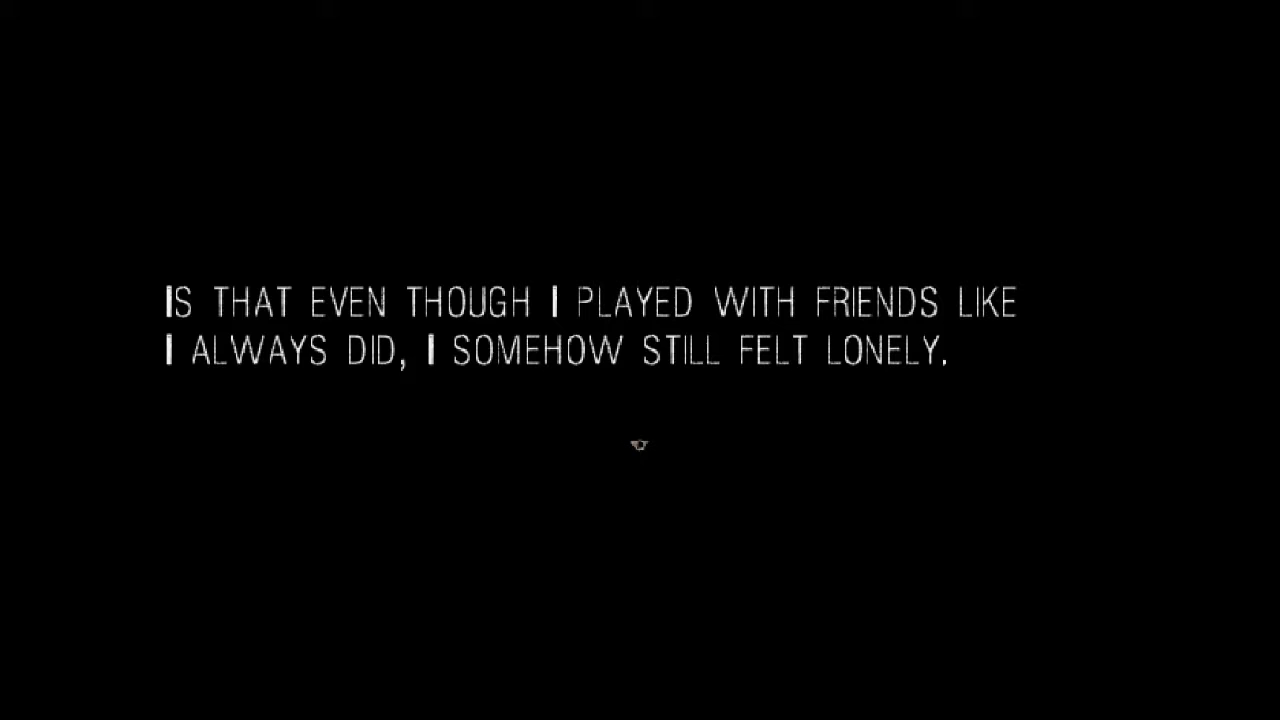 Is that even though I played with friends like
I always did, I somehow still felt lonely.